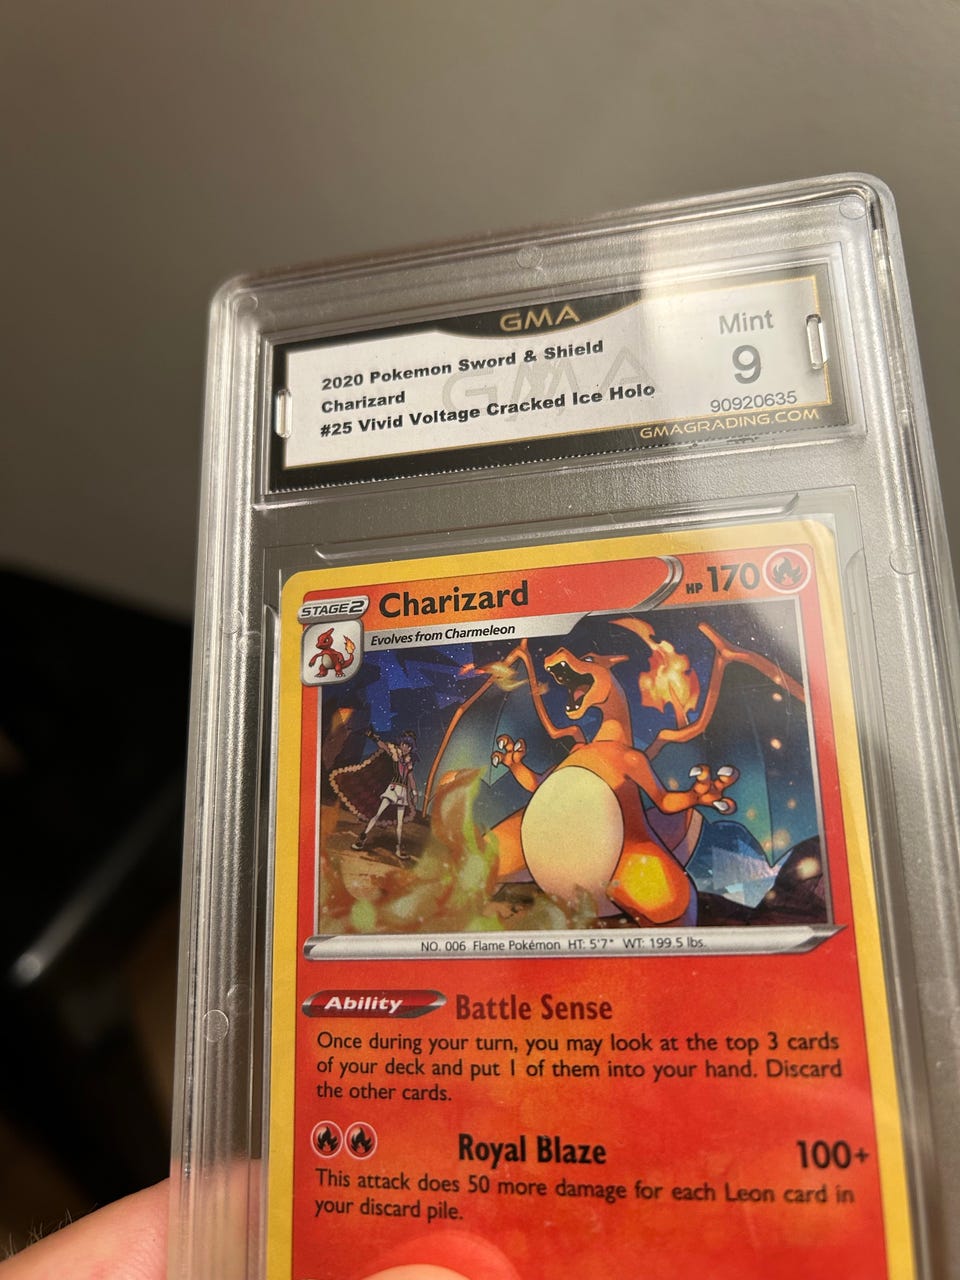 GMA
2020 Pokemon Sword & Shield
Charizard
#25 Vivid Voltage Cracked Ice Holo
Mint
9
90920635
GMAGRADING.COM
GMA
STAGE 2
Charizard
HP 170
Evolves from Charmeleon
NO. 006 Flame Pokémon HT: 5'7" WT: 199.5 lbs.
Ability Battle Sense
Once during your turn, you may look at the top 3 cards
of your deck and put 1 of them into your hand. Discard
the other cards.
Royal Blaze 100+
This attack does 50 more damage for each Leon card in
your discard pile.